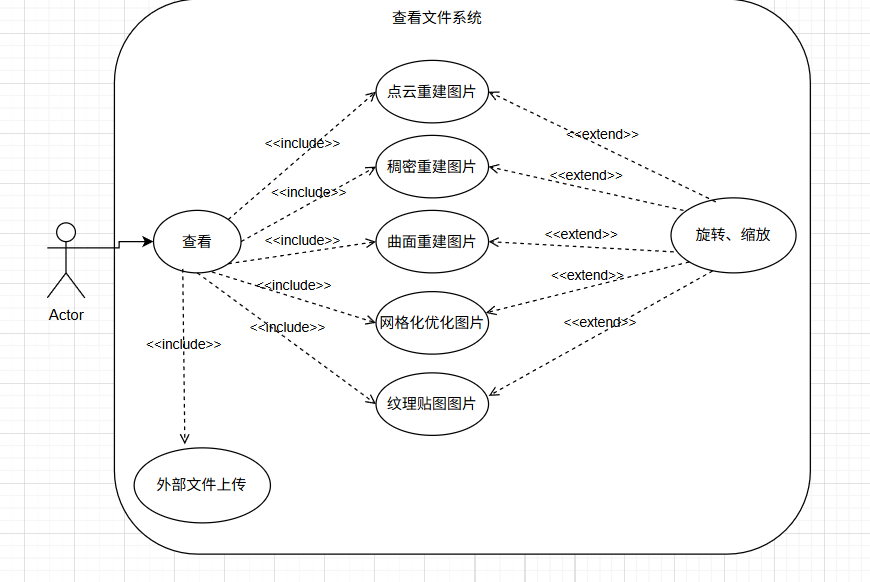 查看文件系统
点云重建图片
<<include>>
<<extend>>
稠密重建图片
<<include>>
<<extend>>
查看
<<include>>
曲面重建图片
<<extend>>
旋转、缩放
<<include>>
<<extend>>
Actor
网格化优化图片
<<include>>
<<extend>>
<<include>>
纹理贴图图片
外部文件上传